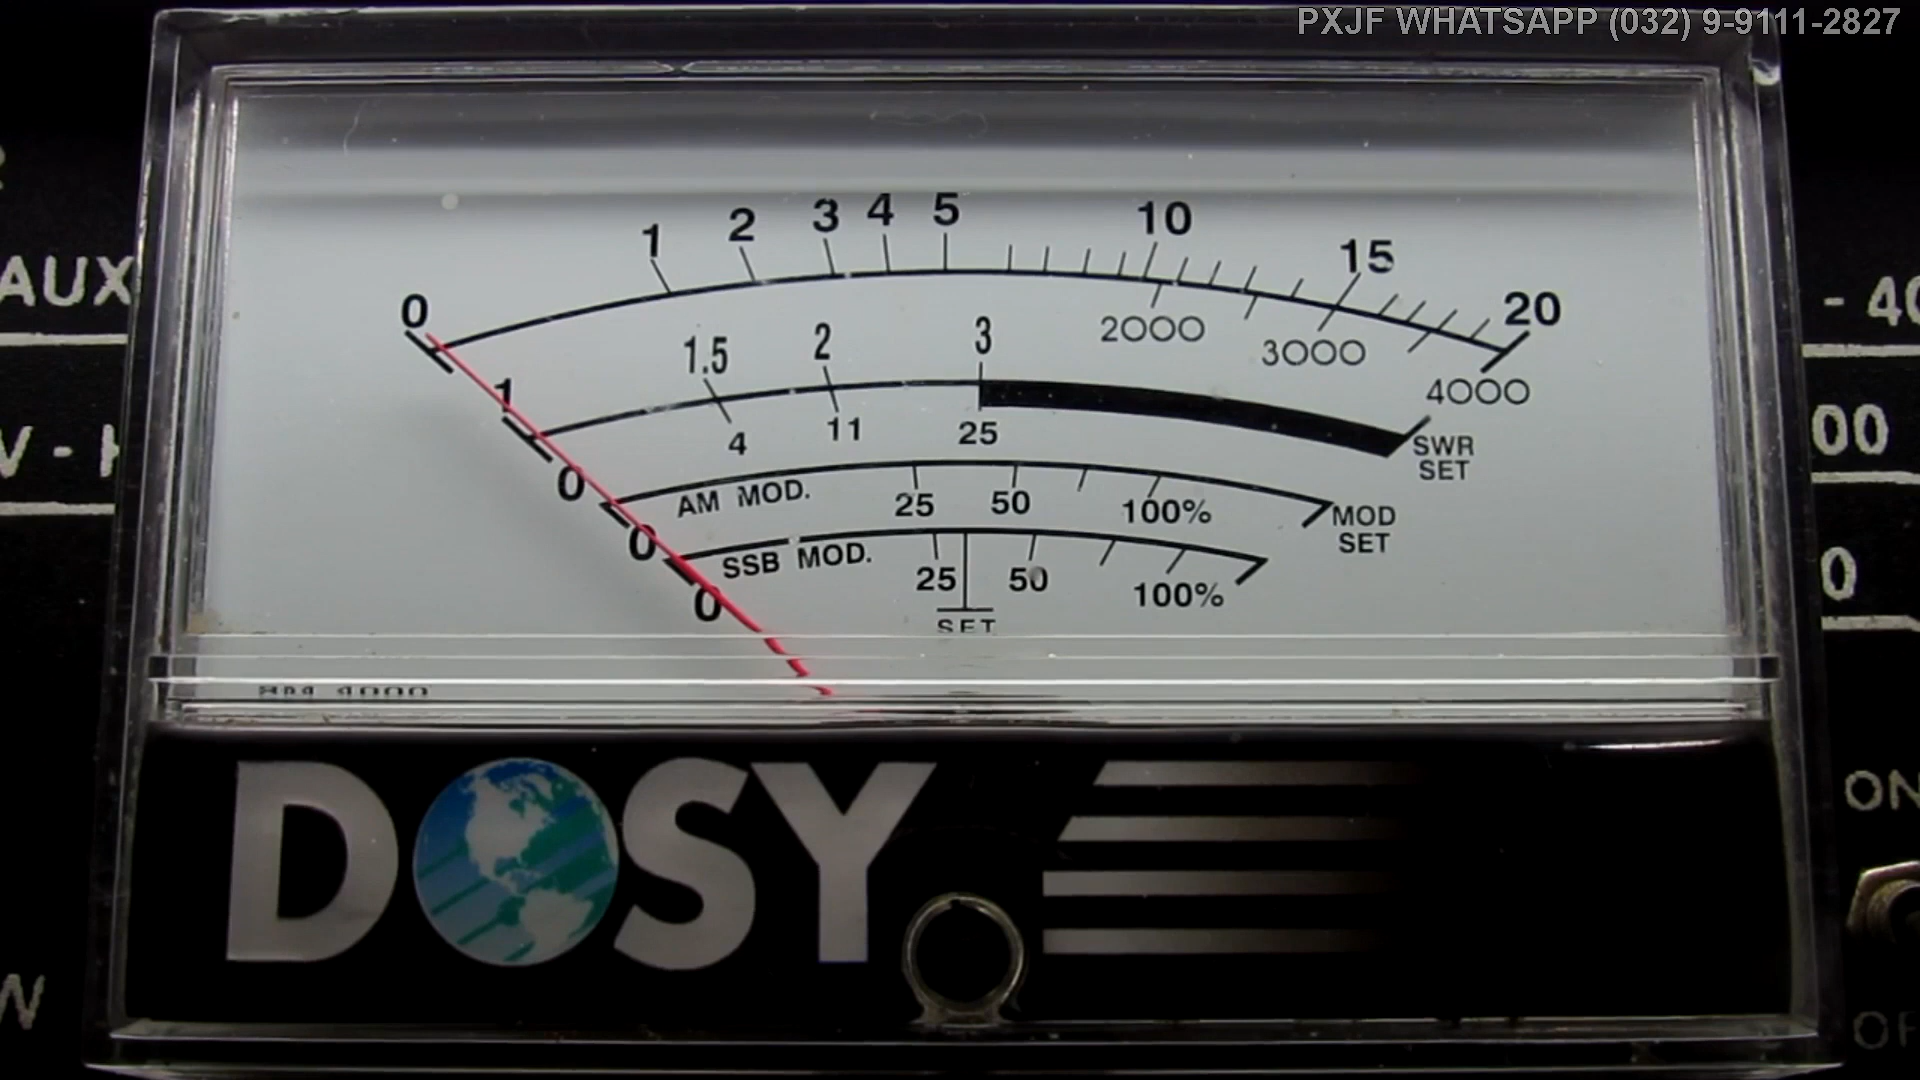 PXJF WHATSAPP (032) 9-9111-2827
0 1 2 3 4 5 10 15 20
2000 3000 4000
1 1.5 2 3
4 11 25
SWR
SET
0 AM MOD. 25 50 100%
MOD
SET
0 SSB MOD. 25 50 100%
0
SET
4000
DOSY
AUX
V - H
W
- 40
00
0
ON
OF